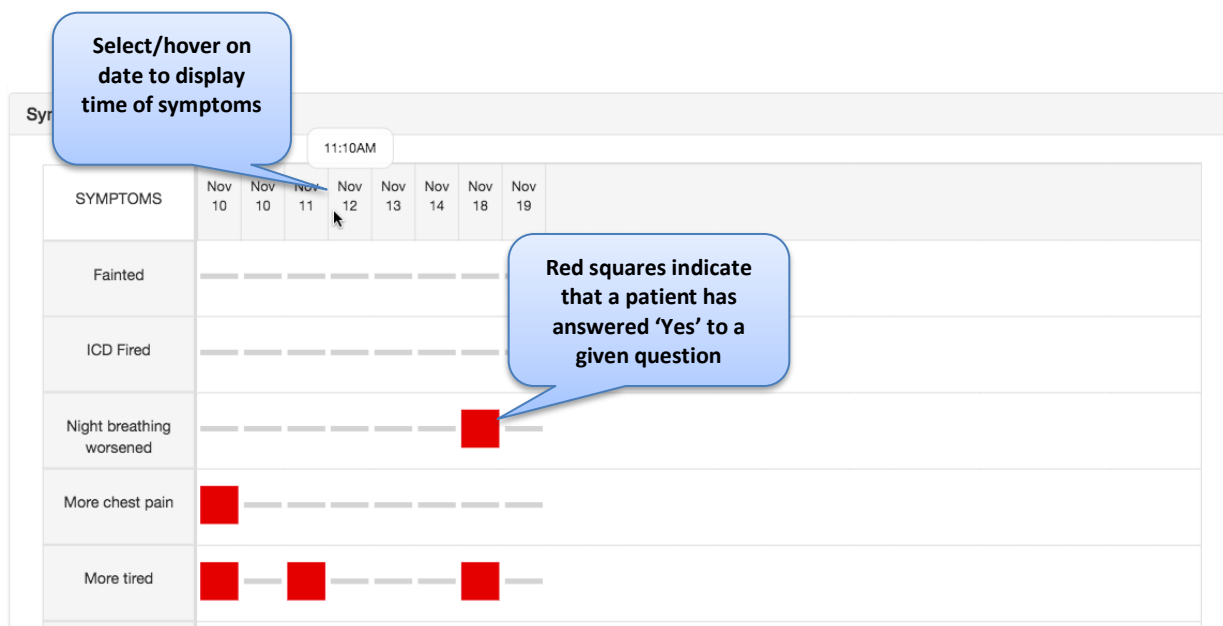 Select/hover on
date to display
time of symptoms
Sy
11:10AM
SYMPTOMS
Nov Nov Nov Nov Nov Nov Nov Nov
10 10 11 12 13 14 18 19
Fainted
Red squares indicate
that a patient has
answered ‘Yes’ to a
given question
ICD Fired
Night breathing
worsened
More chest pain
More tired